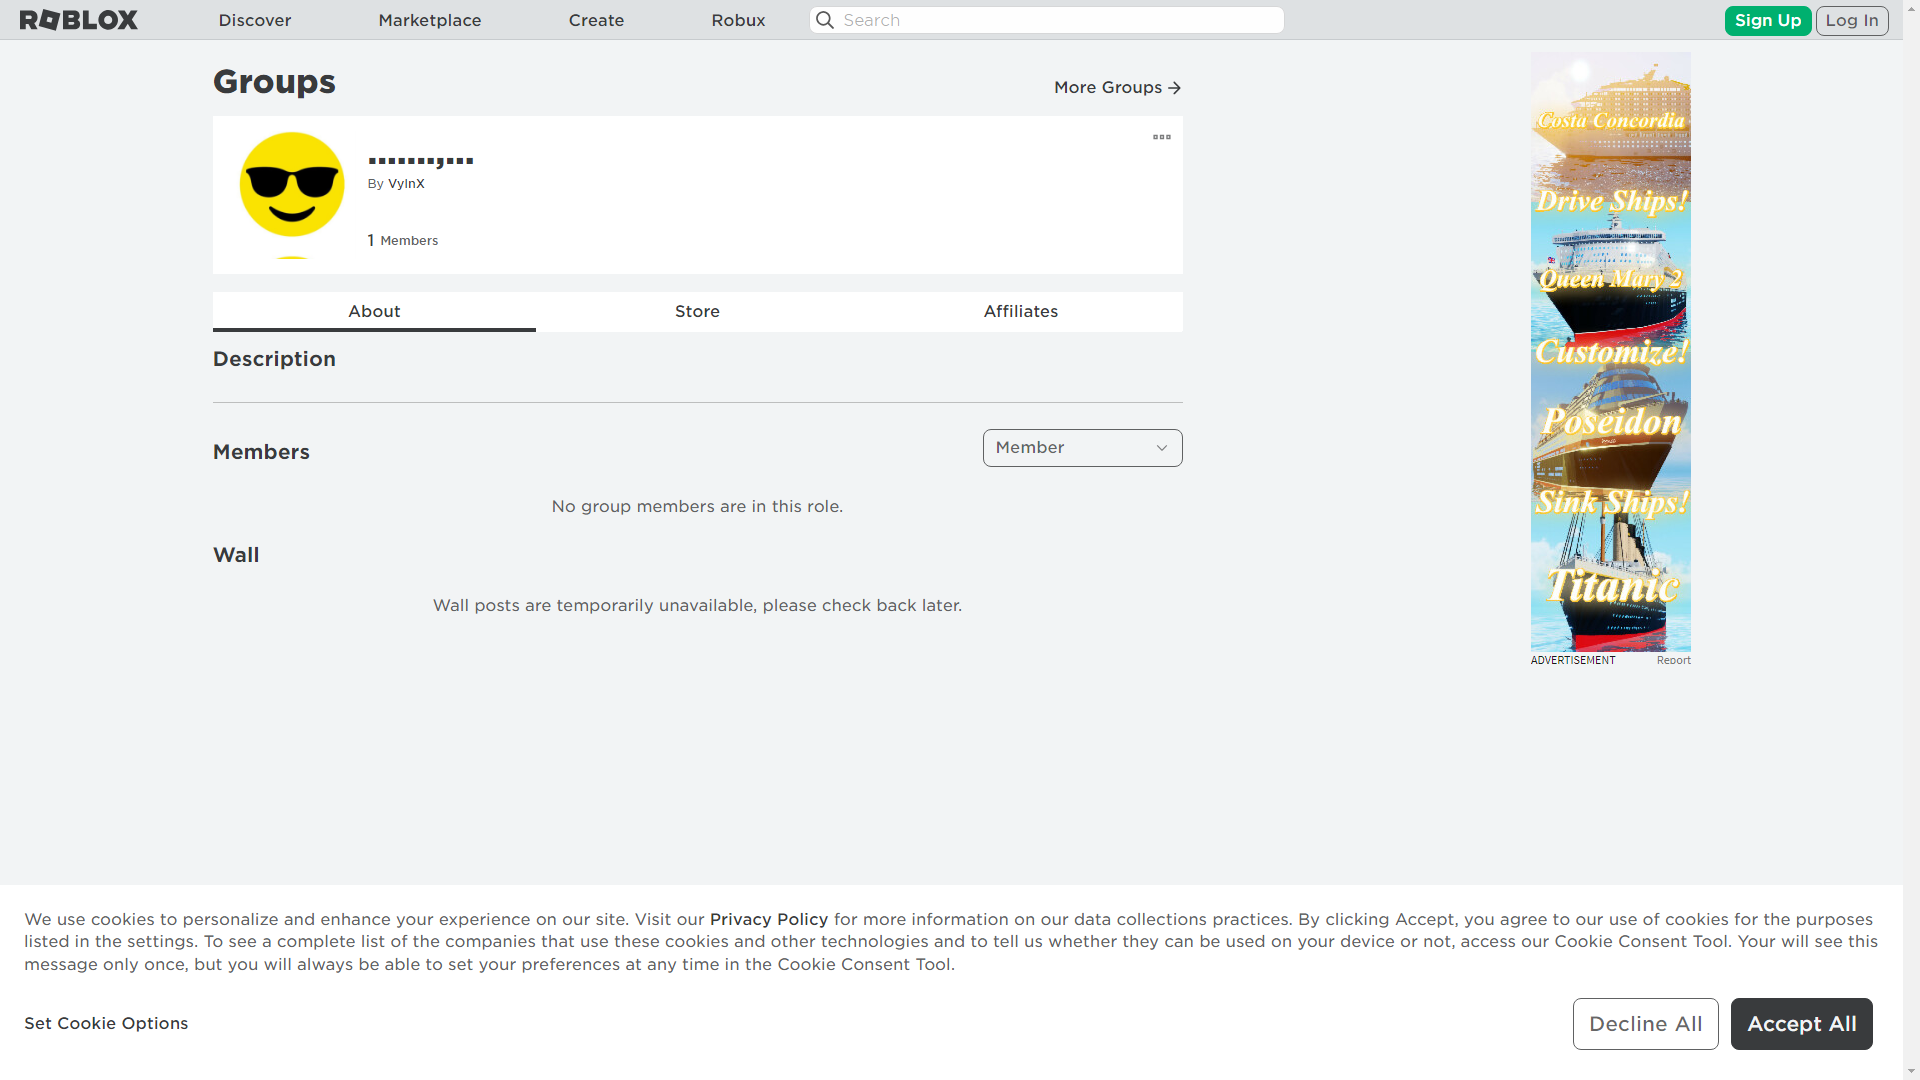 ROBLOX
Discover
Marketplace
Create
Robux
Search
Sign Up
Log In
Groups
More Groups
.......,...
By VyInX
1 Members
About
Store
Affiliates
Description
Members
Member
No group members are in this role.
Wall
Wall posts are temporarily unavailable, please check back later.
Costa Concordia
Drive Ships!
Queen Mary 2
Customize!
Poseidon
Sink Ships!
Titanic
ADVERTISEMENT
Report
We use cookies to personalize and enhance your experience on our site. Visit our Privacy Policy for more information on our data collections practices. By clicking Accept, you agree to our use of cookies for the purposes
listed in the settings. To see a complete list of the companies that use these cookies and other technologies and to tell us whether they can be used on your device or not, access our Cookie Consent Tool. Your will see this
message only once, but you will always be able to set your preferences at any time in the Cookie Consent Tool.
Set Cookie Options
Decline All
Accept All